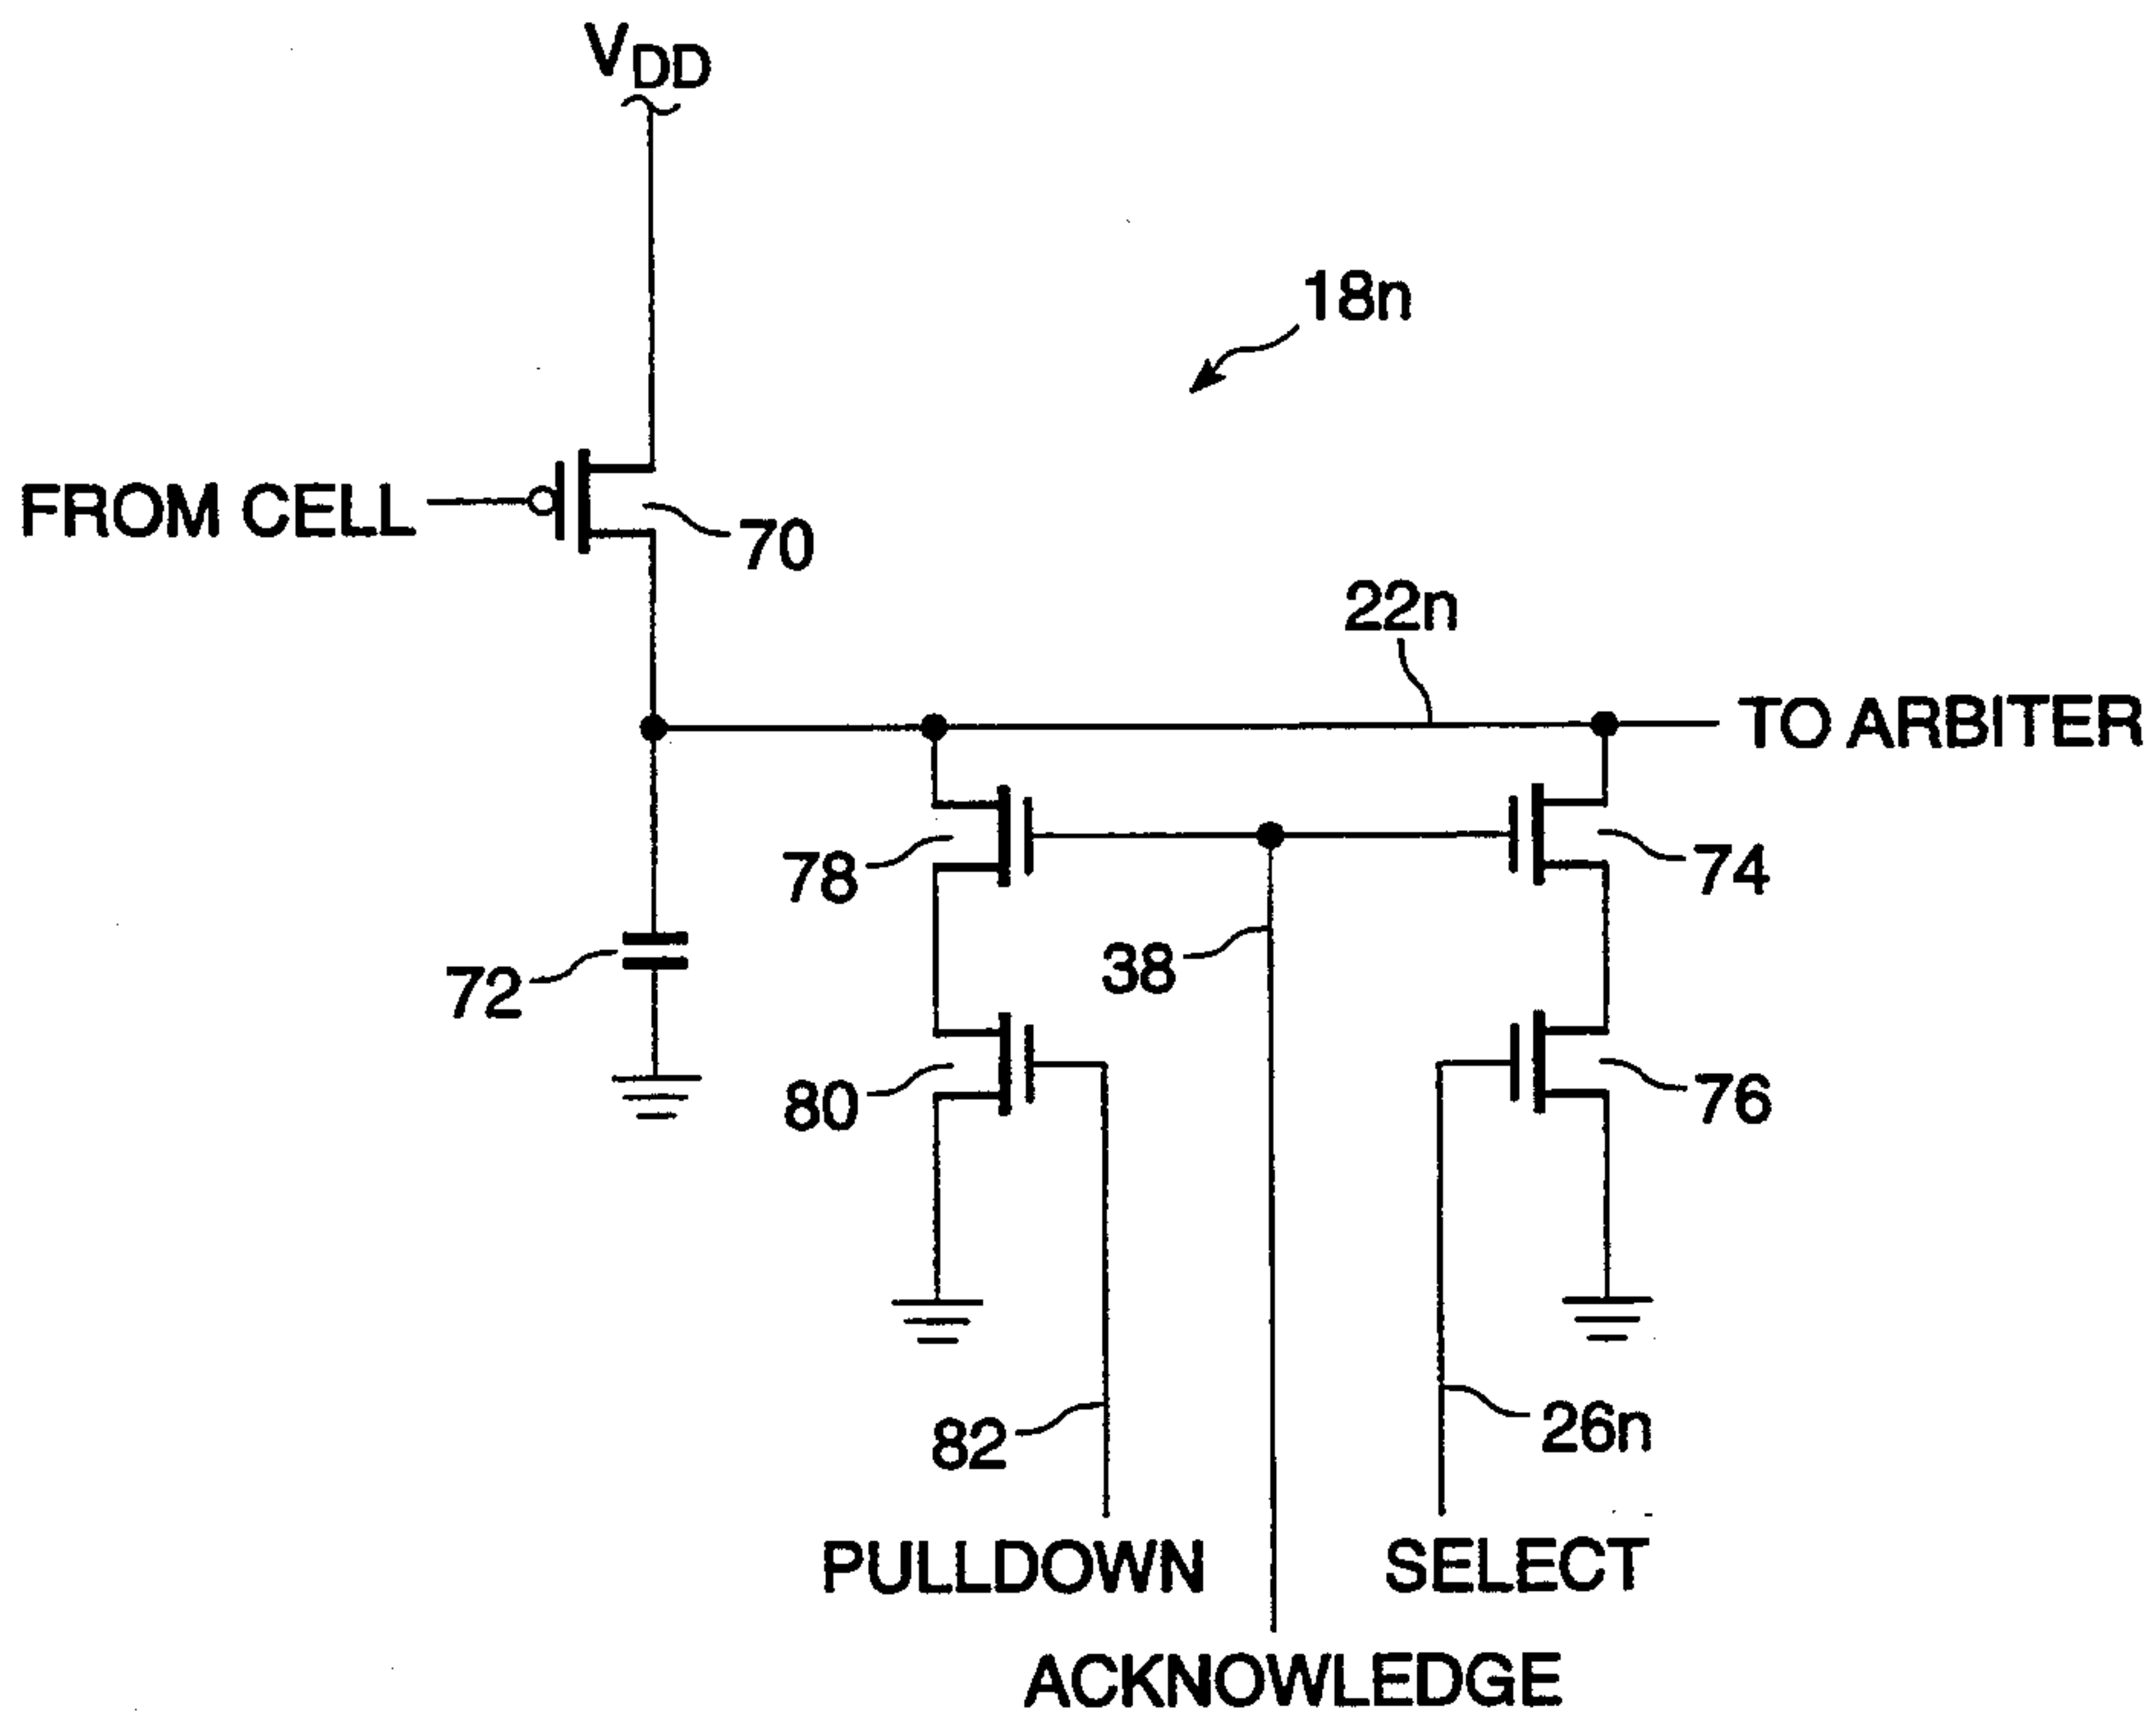 VDD
18n
FROM CELL
70
22n
TO ARBITER
78
74
38
72
80
76
82
26n
PULLDOWN
SELECT
ACKNOWLEDGE